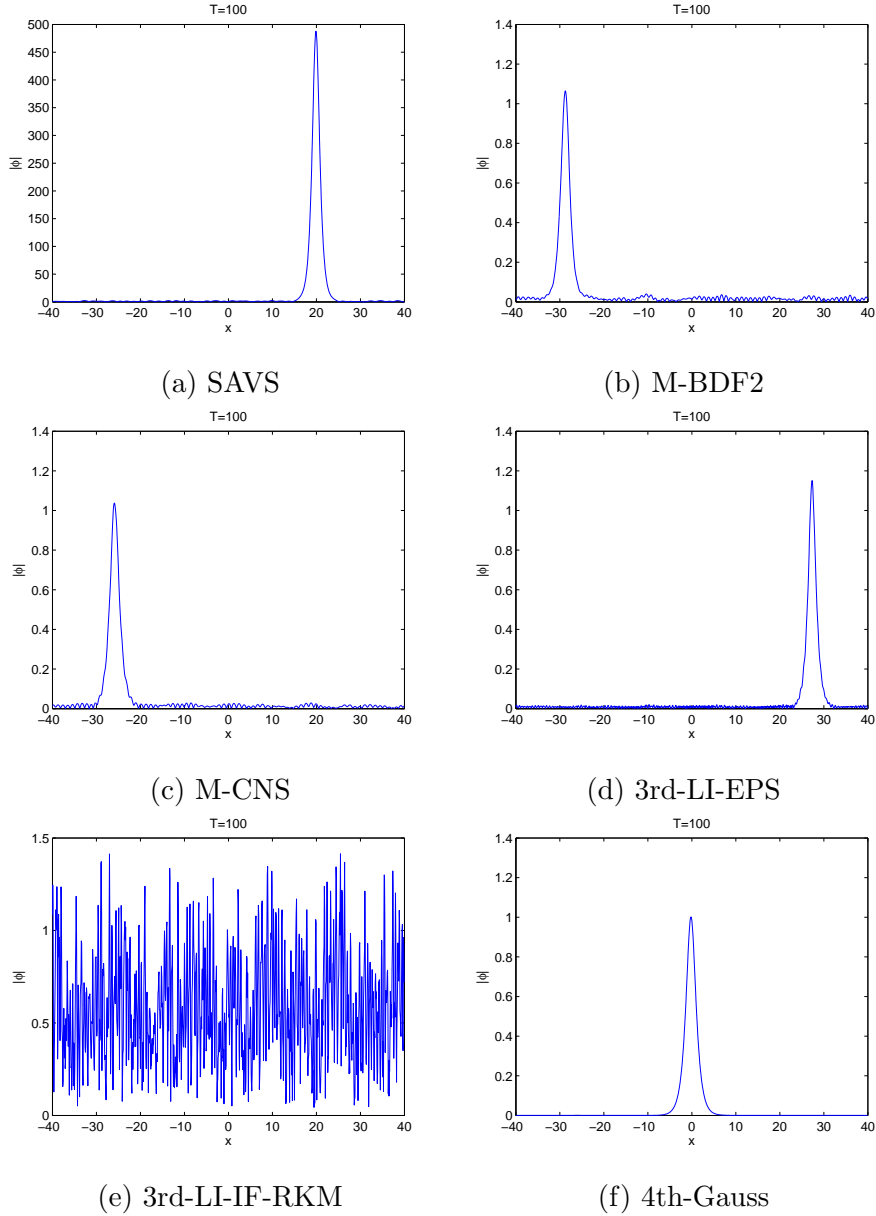 T=100
T=100
500
450
400
350
300
250
200
150
100
50
0
|ϕ|
−40 −30 −20 −10 0 10 20 30 40
x
1.4
1.2
1
0.8
0.6
0.4
0.2
0
|ϕ|
−40 −30 −20 −10 0 10 20 30 40
x
(a) SAVS
(b) M-BDF2
T=100
T=100
1.4
1.2
1
0.8
0.6
0.4
0.2
0
|ϕ|
−40 −30 −20 −10 0 10 20 30 40
x
1.4
1.2
1
0.8
0.6
0.4
0.2
0
|ϕ|
−40 −30 −20 −10 0 10 20 30 40
x
(c) M-CNS
(d) 3rd-LI-EPS
T=100
T=100
1.5
1
0.5
0
|ϕ|
−40 −30 −20 −10 0 10 20 30 40
x
1.4
1.2
1
0.8
0.6
0.4
0.2
0
|ϕ|
−40 −30 −20 −10 0 10 20 30 40
x
(e) 3rd-LI-IF-RKM
(f) 4th-Gauss